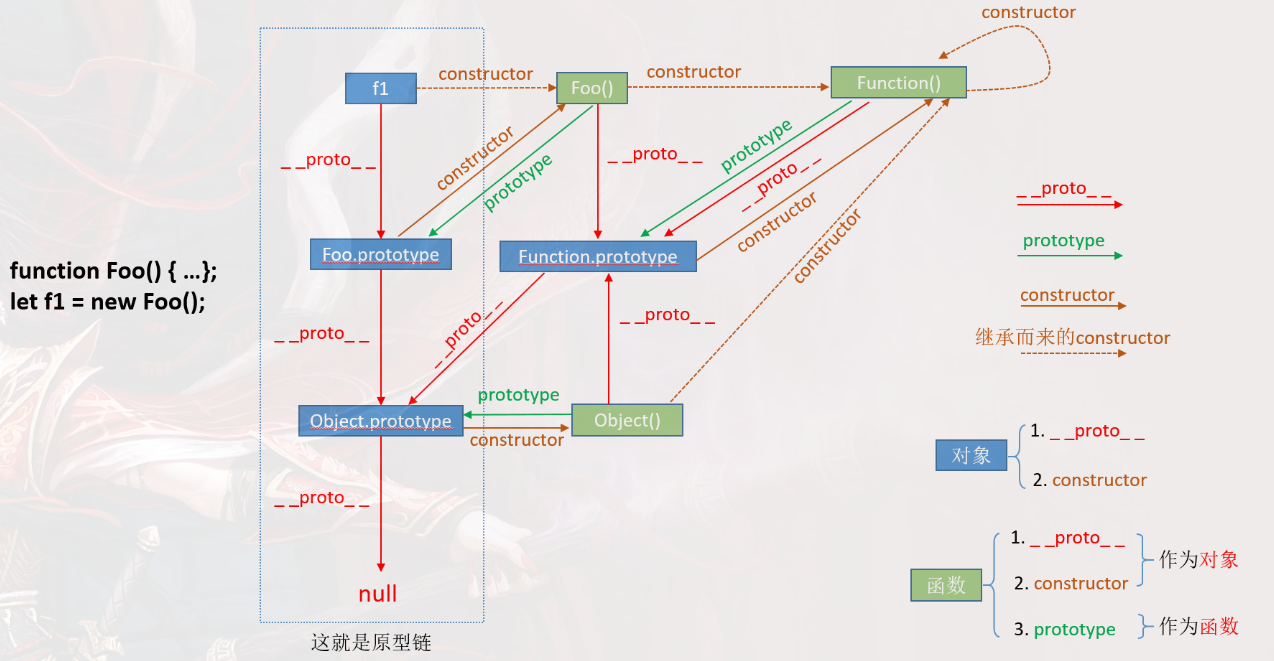 constructor
f1
constructor
Foo()
constructor
Function()
_ _proto_ _
constructor
prototype
_ _proto_ _
prototype
_ _proto_ _
constructor
constructor
_ _proto_ _
prototype
constructor
继承而来的constructor
Foo.prototype
Function.prototype
function Foo() { …};
let f1 = new Foo();
_ _proto_ _
_ _proto_ _
_ _proto_ _
Object.prototype
prototype
constructor
Object()
_ _proto_ _
null
这就是原型链
对象
1. _ _proto_ _
2. constructor
函数
1. _ _proto_ _
2. constructor
3. prototype
作为对象
作为函数